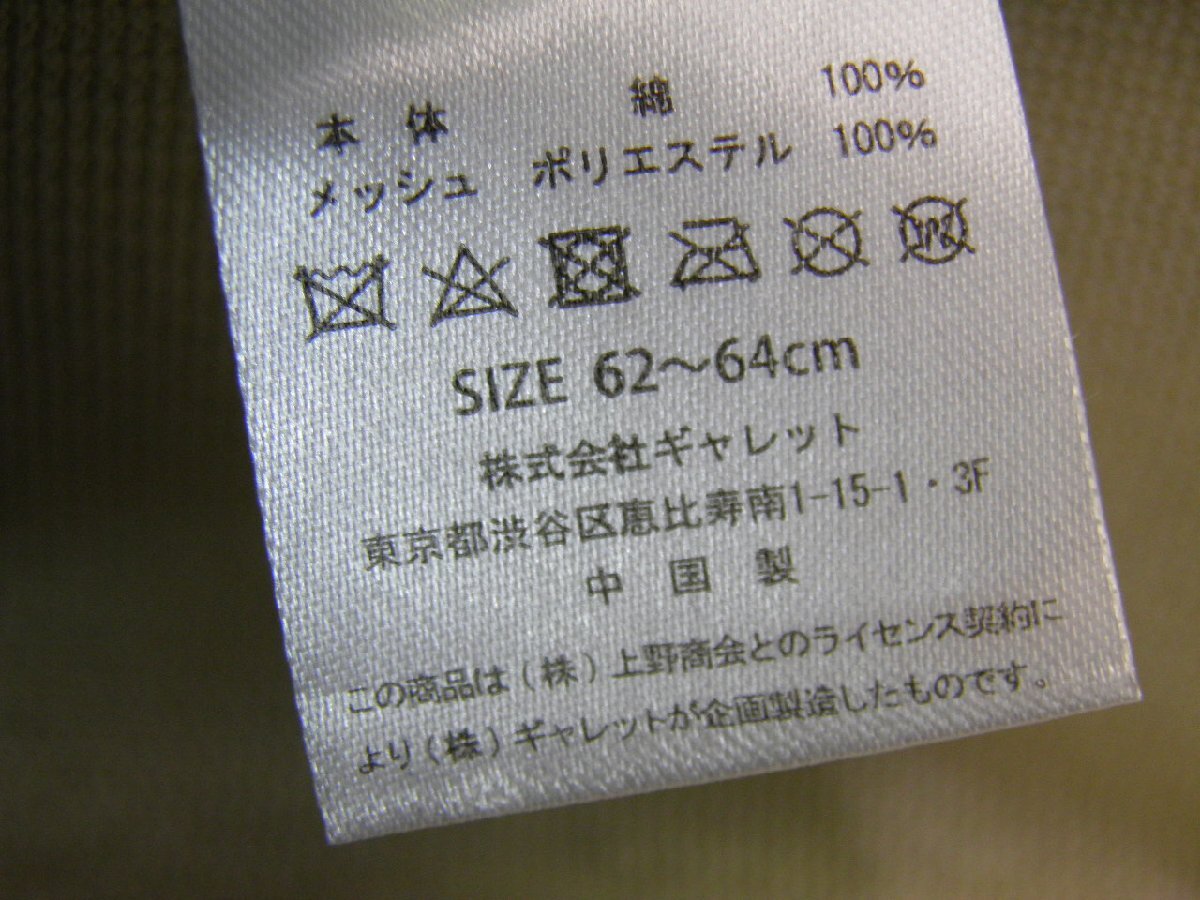 本 体 綿 100%
メッシュ ポリエステル 100%
SIZE 62～64cm
株式会社ギャレット
東京都渋谷区恵比寿南1-15-1・3F
中 国 製
この商品は(株)上野商会とのライセンス契約に
より(株)ギャレットが企画製造したものです。